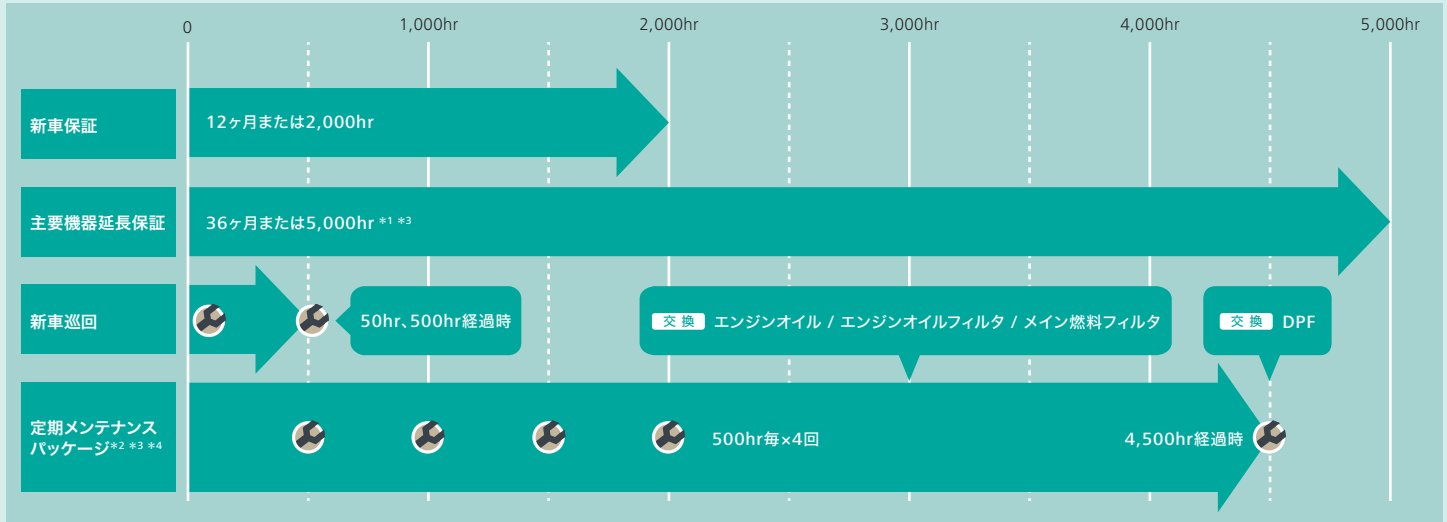 0
1,000hr
2,000hr
3,000hr
4,000hr
5,000hr
新車保証
12ヶ月または2,000hr
主要機器延長保証
36ヶ月または5,000hr *1 *3
新車巡回
50hr、500hr経過時
交換 エンジンオイル / エンジンオイルフィルタ / メイン燃料フィルタ
交換 DPF
定期メンテナンス
パッケージ*2 *3 *4
500hr毎×4回
4,500hr経過時